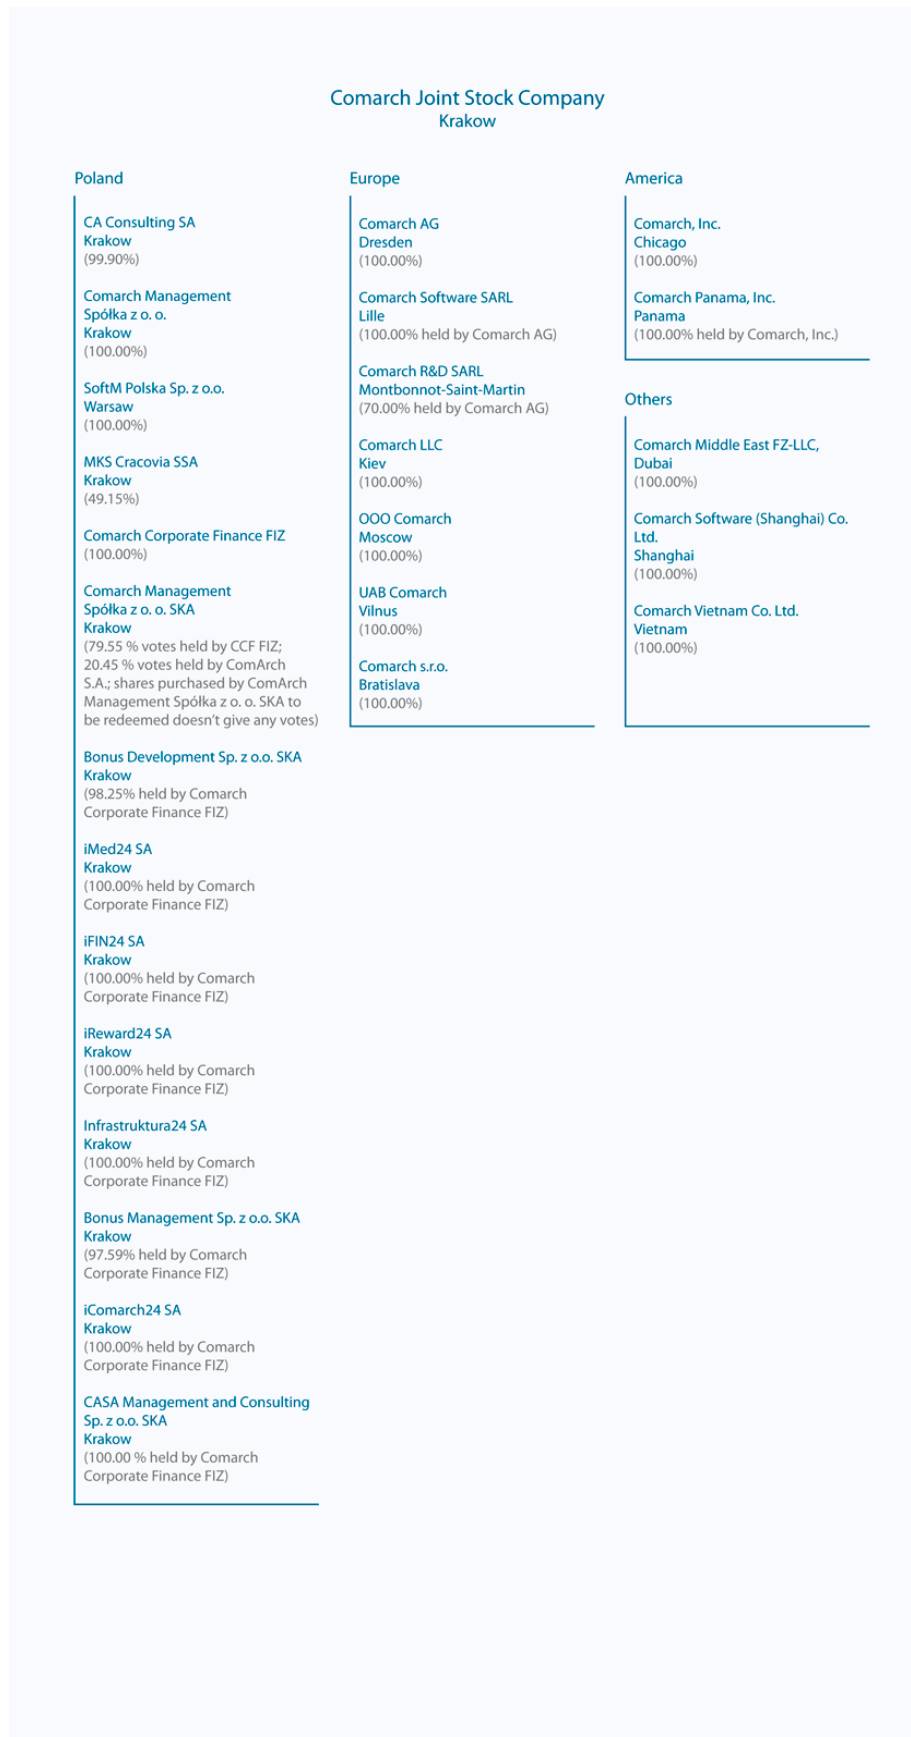 Comarch Joint Stock Company
Krakow
Poland
CA Consulting SA
Krakow
(99.90%)
Comarch Management
Spółka z o. o.
Krakow
(100.00%)
SoftM Polska Sp. z o.o.
Warsaw
(100.00%)
MKS Cracovia SSA
Krakow
(49.15%)
Comarch Corporate Finance FIZ
(100.00%)
Comarch Management
Spółka z o. o. SKA
Krakow
(79.55 % votes held by CCF FIZ;
20.45 % votes held by ComArch
S.A.; shares purchased by ComArch
Management Spółka z o. o. SKA to
be redeemed doesn't give any votes)
Bonus Development Sp. z o.o. SKA
Krakow
(98.25% held by Comarch
Corporate Finance FIZ)
iMed24 SA
Krakow
(100.00% held by Comarch
Corporate Finance FIZ)
iFIN24 SA
Krakow
(100.00% held by Comarch
Corporate Finance FIZ)
iReward24 SA
Krakow
(100.00% held by Comarch
Corporate Finance FIZ)
Infrastruktura24 SA
Krakow
(100.00% held by Comarch
Corporate Finance FIZ)
Bonus Management Sp. z o.o. SKA
Krakow
(97.59% held by Comarch
Corporate Finance FIZ)
iComarch24 SA
Krakow
(100.00% held by Comarch
Corporate Finance FIZ)
CASA Management and Consulting
Sp. z o.o. SKA
Krakow
(100.00 % held by Comarch
Corporate Finance FIZ)
Europe
Comarch AG
Dresden
(100.00%)
Comarch Software SARL
Lille
(100.00% held by Comarch AG)
Comarch R&D SARL
Montbonnot-Saint-Martin
(70.00% held by Comarch AG)
Comarch LLC
Kiev
(100.00%)
OOO Comarch
Moscow
(100.00%)
UAB Comarch
Vilnus
(100.00%)
Comarch s.r.o.
Bratislava
(100.00%)
America
Comarch, Inc.
Chicago
(100.00%)
Comarch Panama, Inc.
Panama
(100.00% held by Comarch, Inc.)
Others
Comarch Middle East FZ-LLC,
Dubai
(100.00%)
Comarch Software (Shanghai) Co.
Ltd.
Shanghai
(100.00%)
Comarch Vietnam Co. Ltd.
Vietnam
(100.00%)